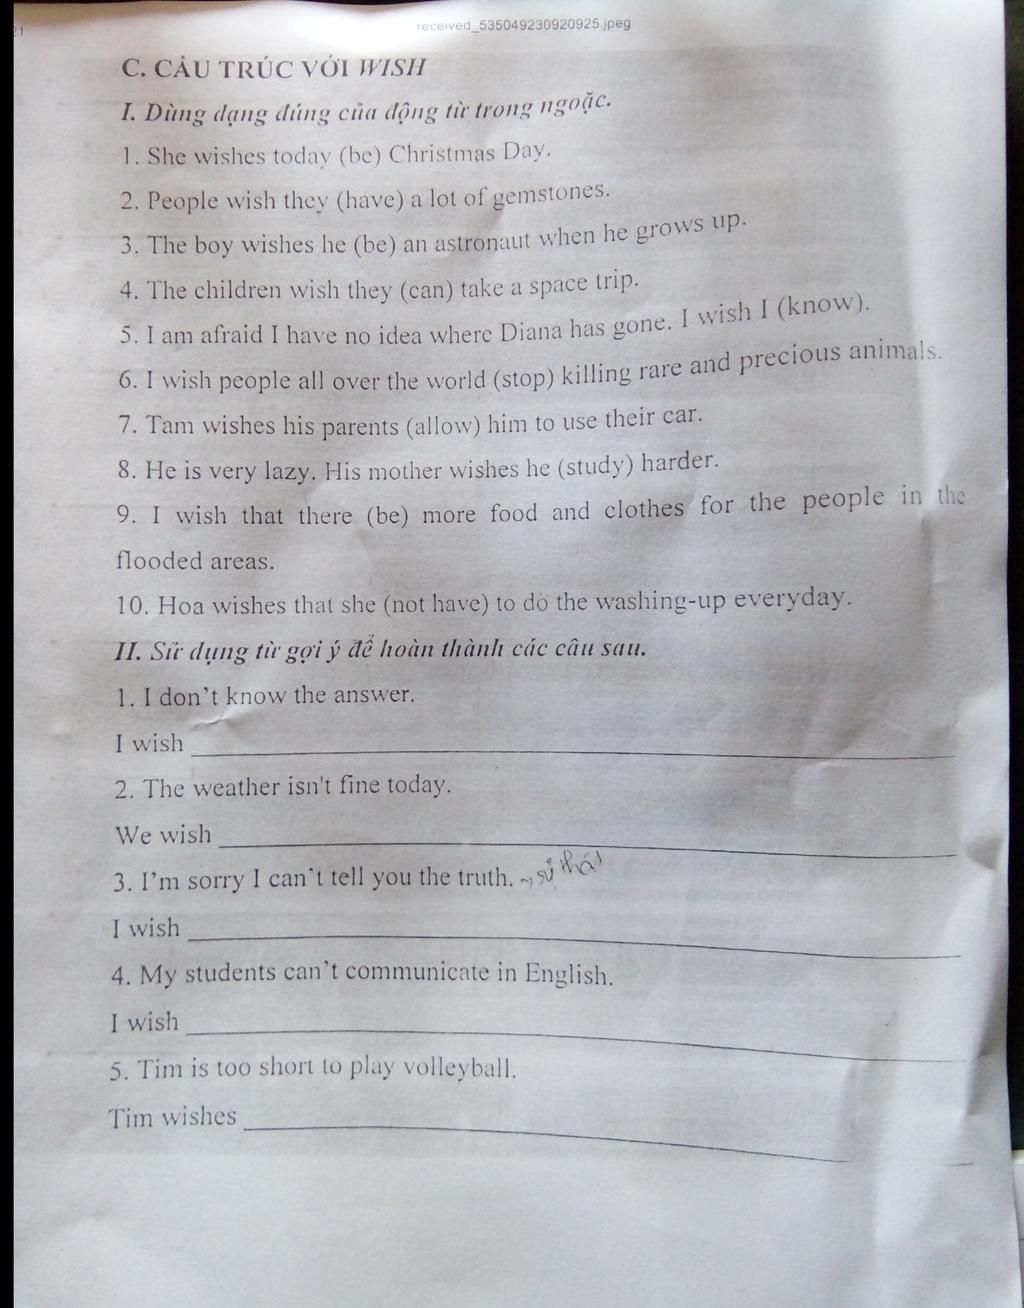 21
received_535049230920925.jpeg
C. CẤU TRÚC VỚI WISH
I. Dùng dạng đúng của động từ trong ngoặc.
1. She wishes today (be) Christmas Day.
2. People wish they (have) a lot of gemstones.
3. The boy wishes he (be) an astronaut when he grows up.
4. The children wish they (can) take a space trip.
5. I am afraid I have no idea where Diana has gone. I wish I (know).
6. I wish people all over the world (stop) killing rare and precious animals.
7. Tam wishes his parents (allow) him to use their car.
8. He is very lazy. His mother wishes he (study) harder.
9. I wish that there (be) more food and clothes for the people in the
flooded areas.
10. Hoa wishes that she (not have) to do the washing-up everyday.
II. Sử dụng từ gợi ý để hoàn thành các câu sau.
1. I don't know the answer.
I wish
2. The weather isn't fine today.
We wish
3. I'm sorry I can't tell you the truth. ~ sự thật
I wish
4. My students can't communicate in English.
I wish
5. Tim is too short to play volleyball.
Tim wishes